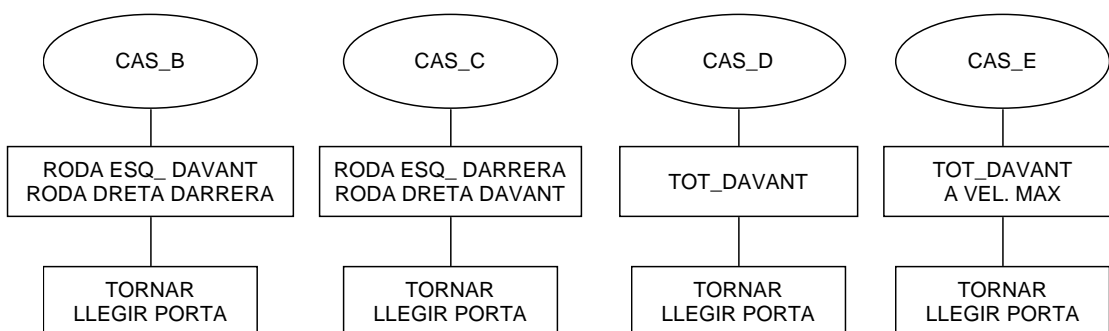 CAS_B
CAS_C
CAS_D
CAS_E
RODA ESQ_ DAVANT
RODA DRETA DARRERA
RODA ESQ_ DARRERA
RODA DRETA DAVANT
TOT_DAVANT
TOT_DAVANT
A VEL. MAX
TORNAR
LLEGIR PORTA
TORNAR
LLEGIR PORTA
TORNAR
LLEGIR PORTA
TORNAR
LLEGIR PORTA